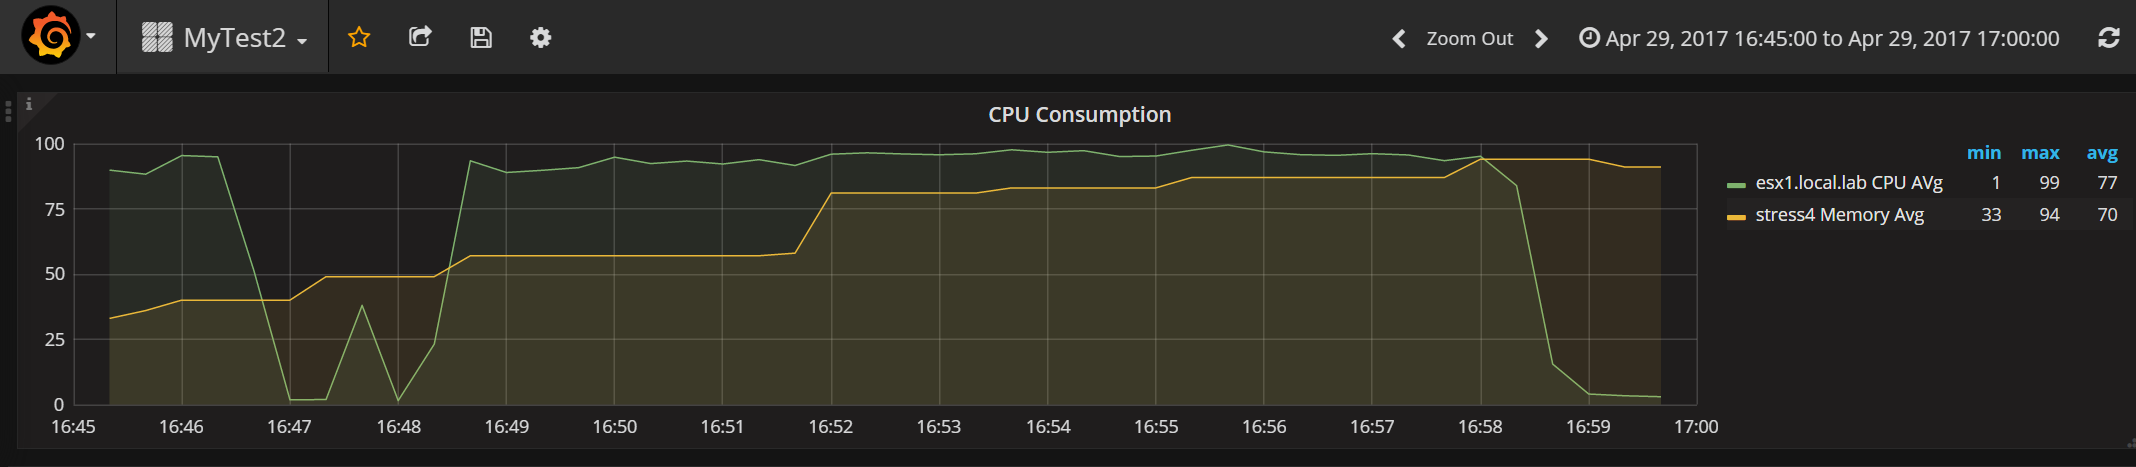 MyTest2
Zoom Out
Apr 29, 2017 16:45:00 to Apr 29, 2017 17:00:00
i
CPU Consumption
100
75
50
25
0
16:45 16:46 16:47 16:48 16:49 16:50 16:51 16:52 16:53 16:54 16:55 16:56 16:57 16:58 16:59 17:00
min max avg
esx1.local.lab CPU AVg 1 99 77
stress4 Memory Avg 33 94 70